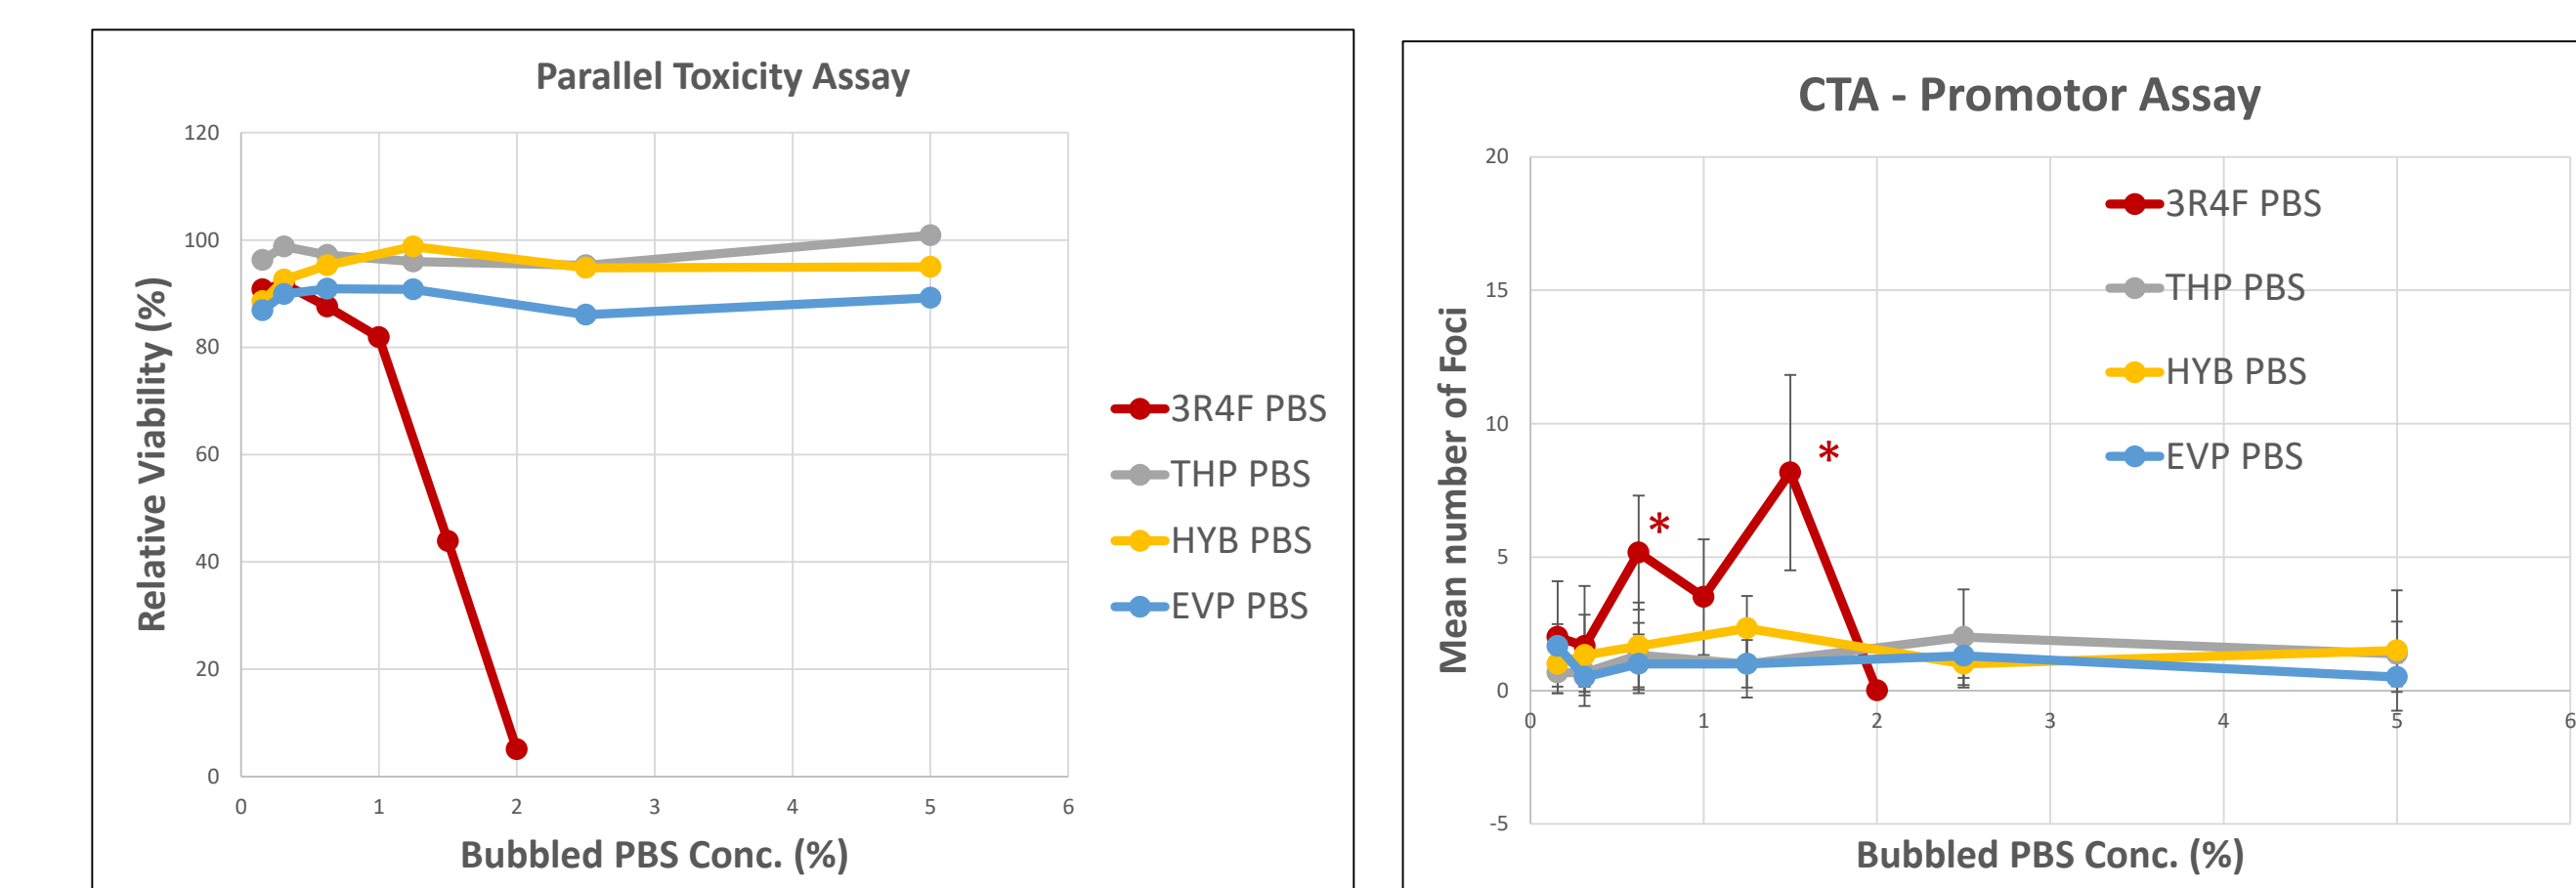 Parallel Toxicity Assay
120
100
80
60
40
20
0
0 1 2 3 4 5 6
Relative Viability (%)
Bubbled PBS Conc. (%)
3R4F PBS
THP PBS
HYB PBS
EVP PBS
CTA - Promotor Assay
20
15
10
5
0
-5
0 1 2 3 4 5 6
Mean number of Foci
Bubbled PBS Conc. (%)
3R4F PBS
THP PBS
HYB PBS
EVP PBS
*
*